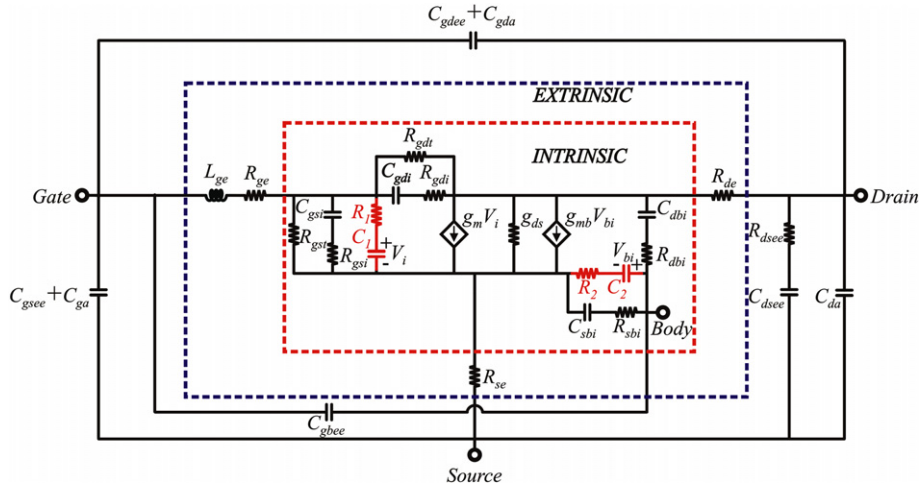 C_gdee + C_gda
EXTRINSIC
R_gdt
INTRINSIC
L_ge
R_ge
C_gdi
R_gdi
R_de
Gate
Drain
C_gsi
R_1
g_mV_i
g_ds
g_mbV_bi
C_dbi
R_gst
C_1
+
V_i
-
R_gsi
V_bi
R_dbi
R_dsee
- +
R_2
C_2
C_gsee + C_ga
C_sbi
R_sbi
Body
C_dsee
C_da
R_se
C_gbee
Source